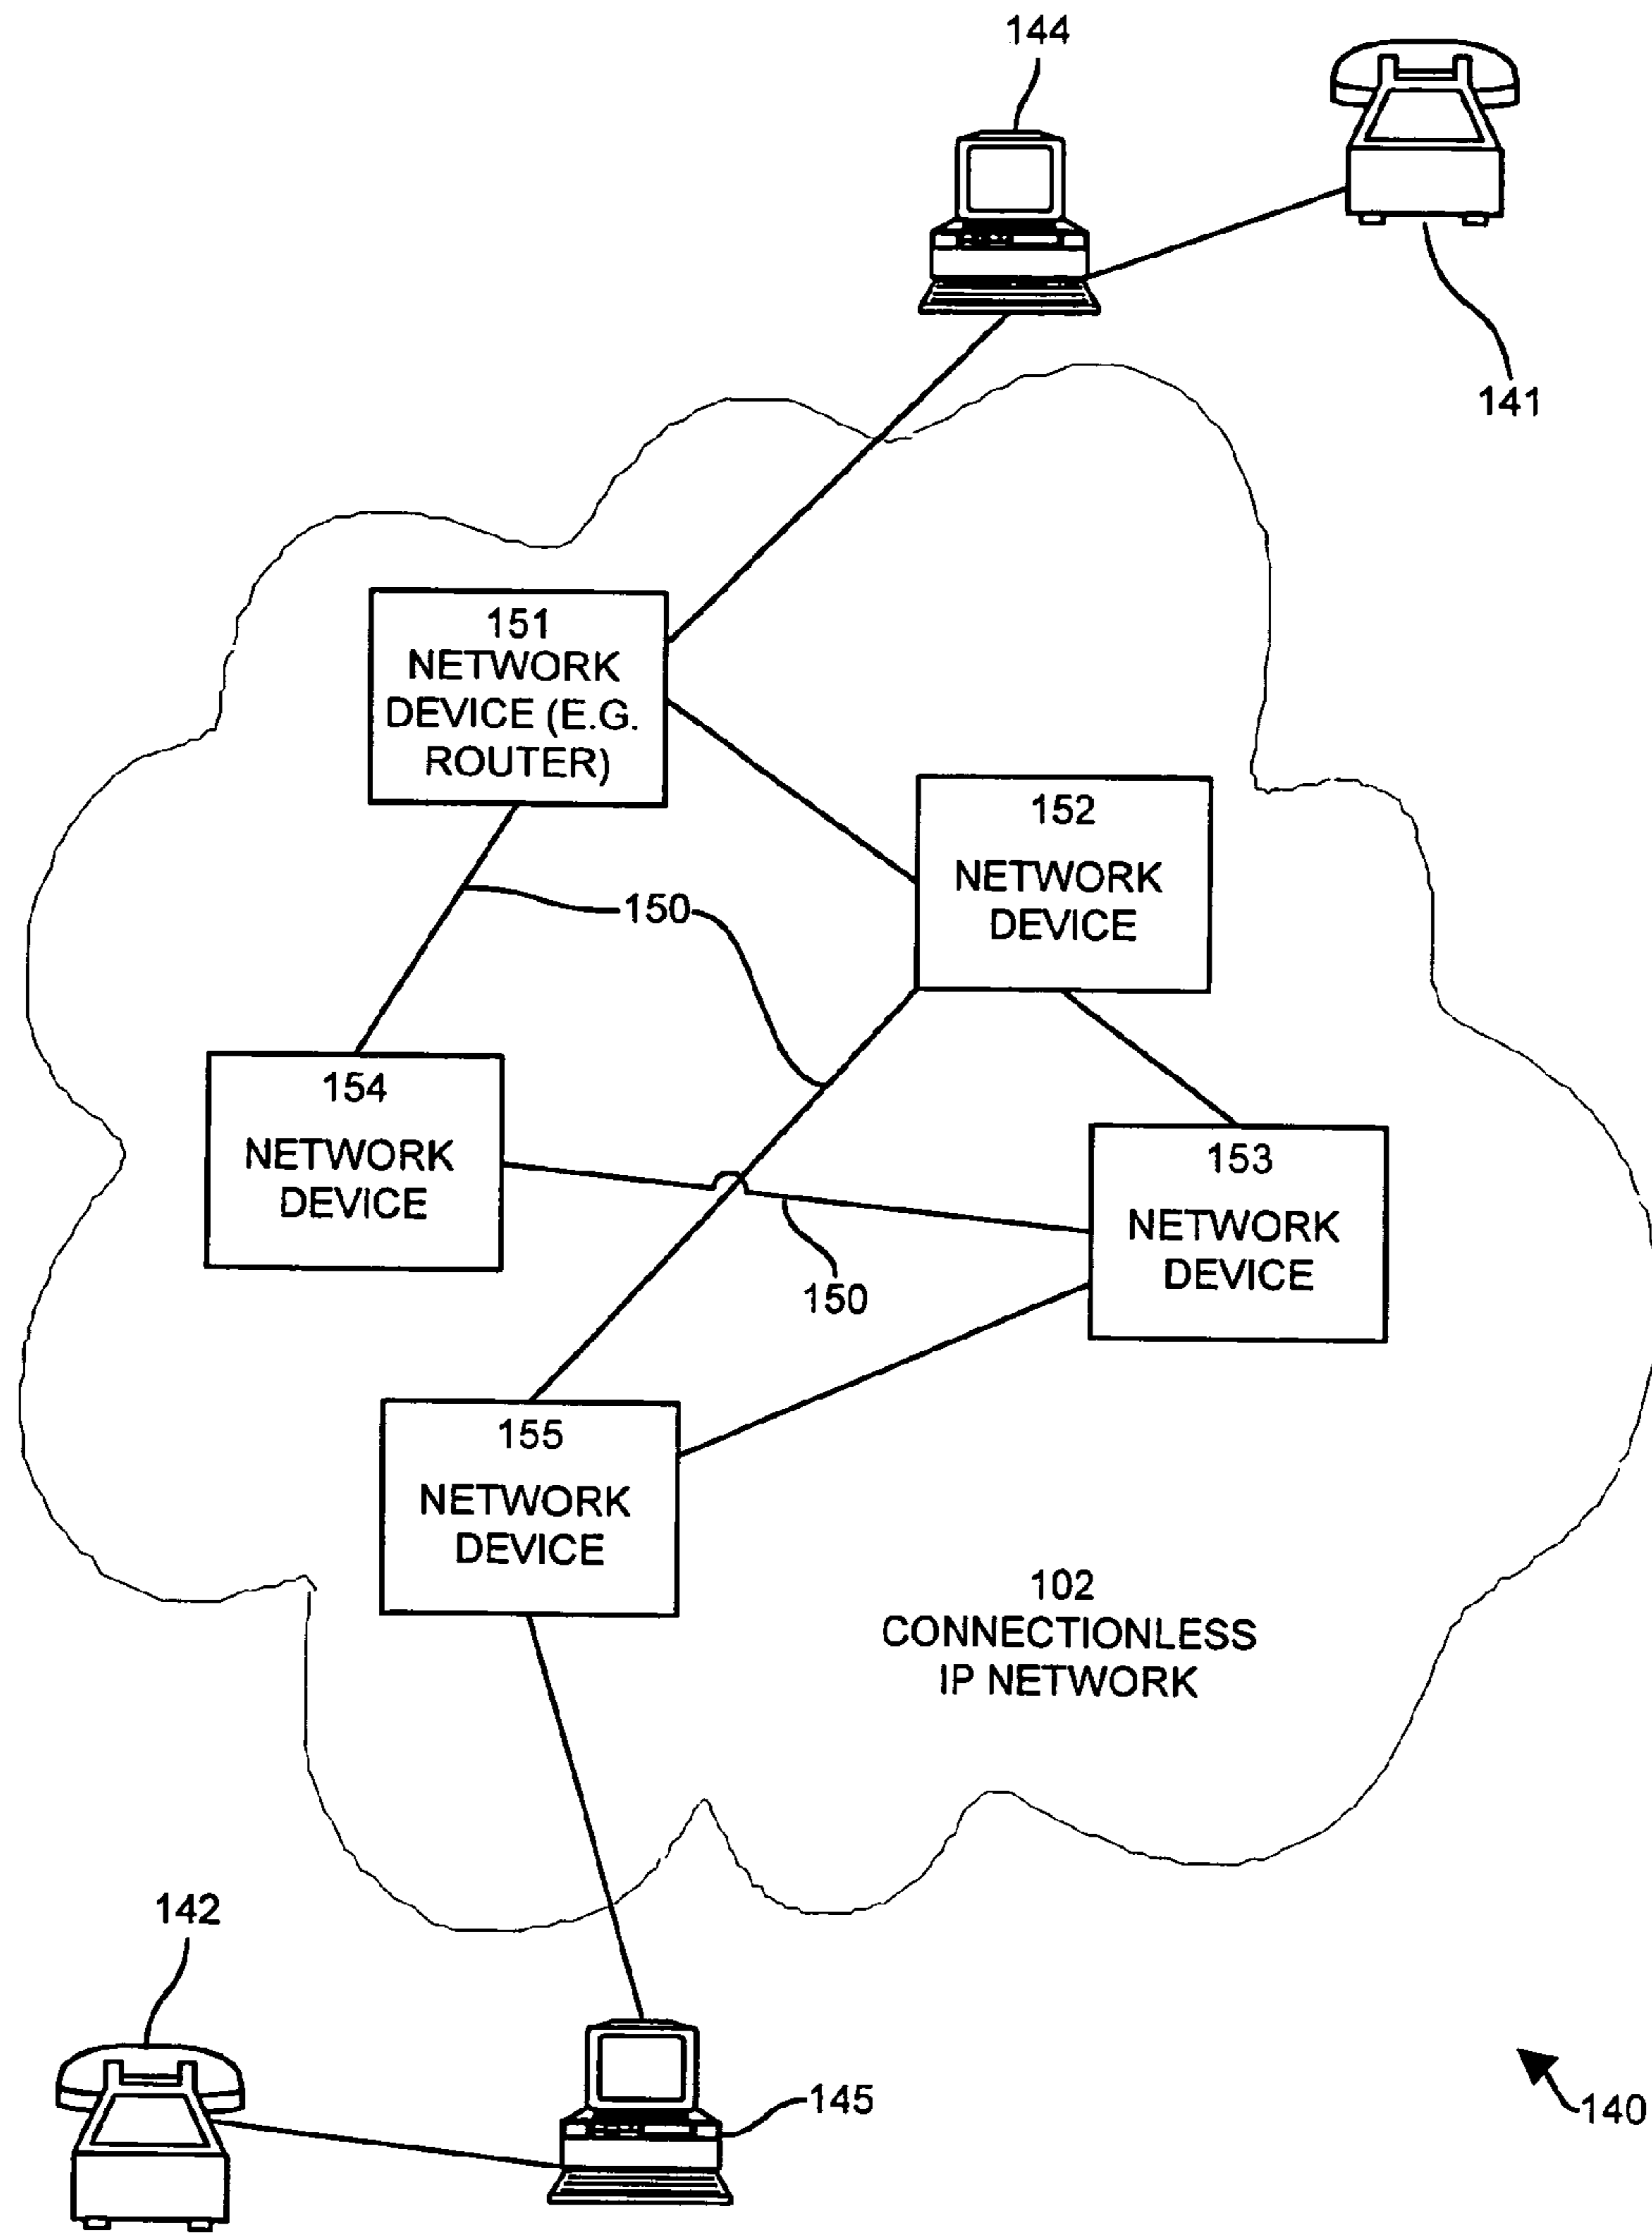 144
141
151
NETWORK
DEVICE (E.G.
ROUTER)
152
NETWORK
DEVICE
150
154
NETWORK
DEVICE
153
NETWORK
DEVICE
150
155
NETWORK
DEVICE
102
CONNECTIONLESS
IP NETWORK
142
145
140